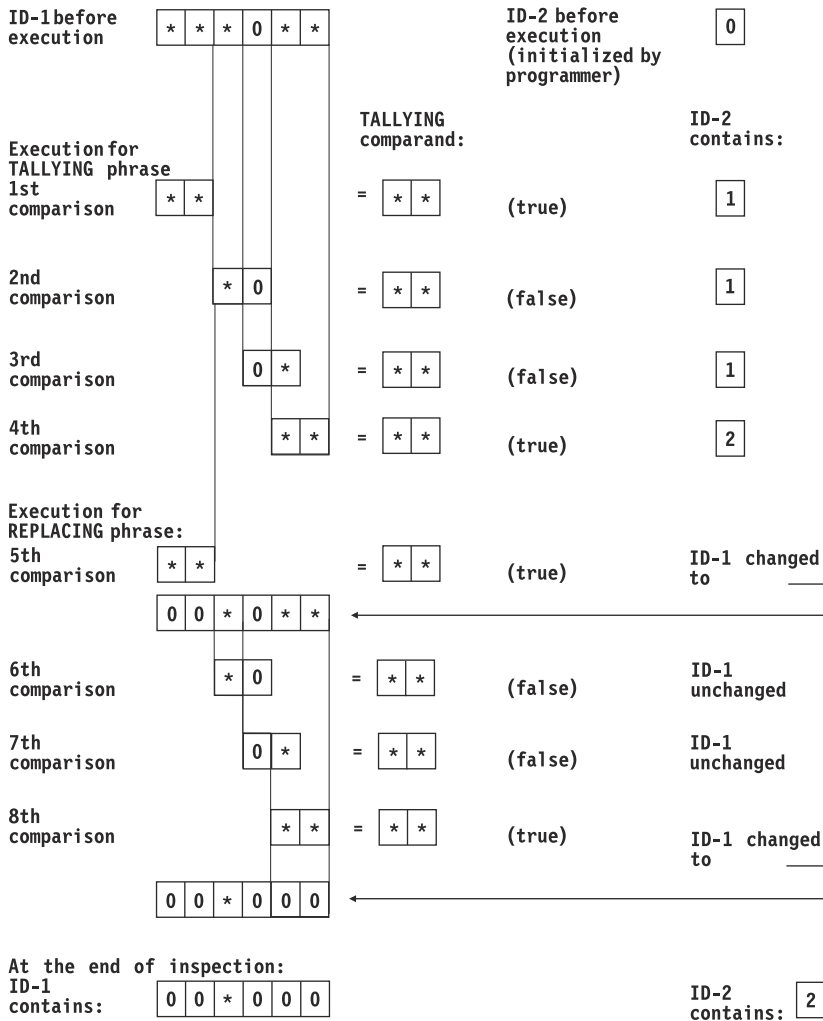 ID-1 before execution
* * * 0 * *
ID-2 before execution (initialized by programmer)
0
TALLYING comparand:
ID-2 contains:
Execution for TALLYING phrase
1st comparison
* *
= * *
(true)
1
2nd comparison
* 0
= * *
(false)
1
3rd comparison
0 *
= * *
(false)
1
4th comparison
* *
= * *
(true)
2
Execution for REPLACING phrase:
5th comparison
* *
= * *
(true)
ID-1 changed to
0 0 * 0 * *
6th comparison
* 0
= * *
(false)
ID-1 unchanged
7th comparison
0 *
= * *
(false)
ID-1 unchanged
8th comparison
* *
= * *
(true)
ID-1 changed to
0 0 * 0 0 0
At the end of inspection:
ID-1 contains:
0 0 * 0 0 0
ID-2 contains:
2